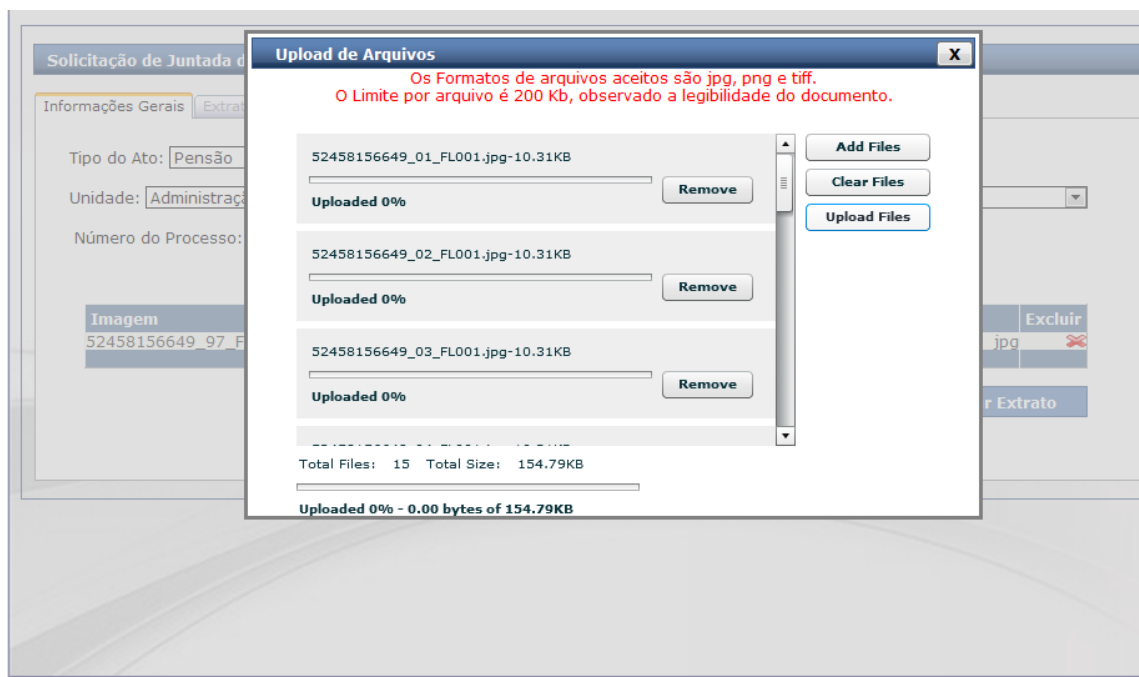 Solicitação de Juntada d
Upload de Arquivos
X
Os Formatos de arquivos aceitos são jpg, png e tiff.
O Limite por arquivo é 200 Kb, observado a legibilidade do documento.
Informações Gerais
Extrat
Tipo do Ato: Pensão
Unidade: Administraçã
Número do Processo:
52458156649_01_FL001.jpg-10.31KB
Remove
Uploaded 0%
52458156649_02_FL001.jpg-10.31KB
Remove
Uploaded 0%
52458156649_03_FL001.jpg-10.31KB
Remove
Uploaded 0%
Add Files
Clear Files
Upload Files
Imagem
Excluir
52458156649_97_F
jpg
r Extrato
Total Files: 15 Total Size: 154.79KB
Uploaded 0% - 0.00 bytes of 154.79KB